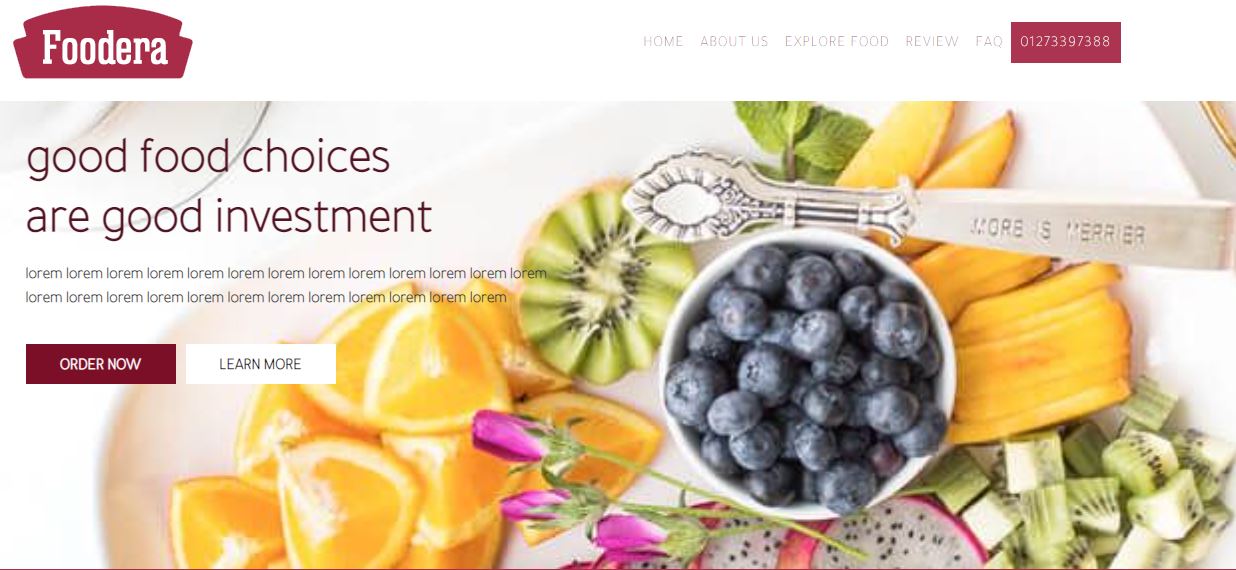 Foodera
HOME ABOUT US EXPLORE FOOD REVIEW FAQ 01273397388
good food choices
are good investment
lorem lorem lorem lorem lorem lorem lorem lorem lorem lorem lorem lorem lorem
lorem lorem lorem lorem lorem lorem lorem lorem lorem lorem lorem lorem
ORDER NOW LEARN MORE
MORE IS MERRIER